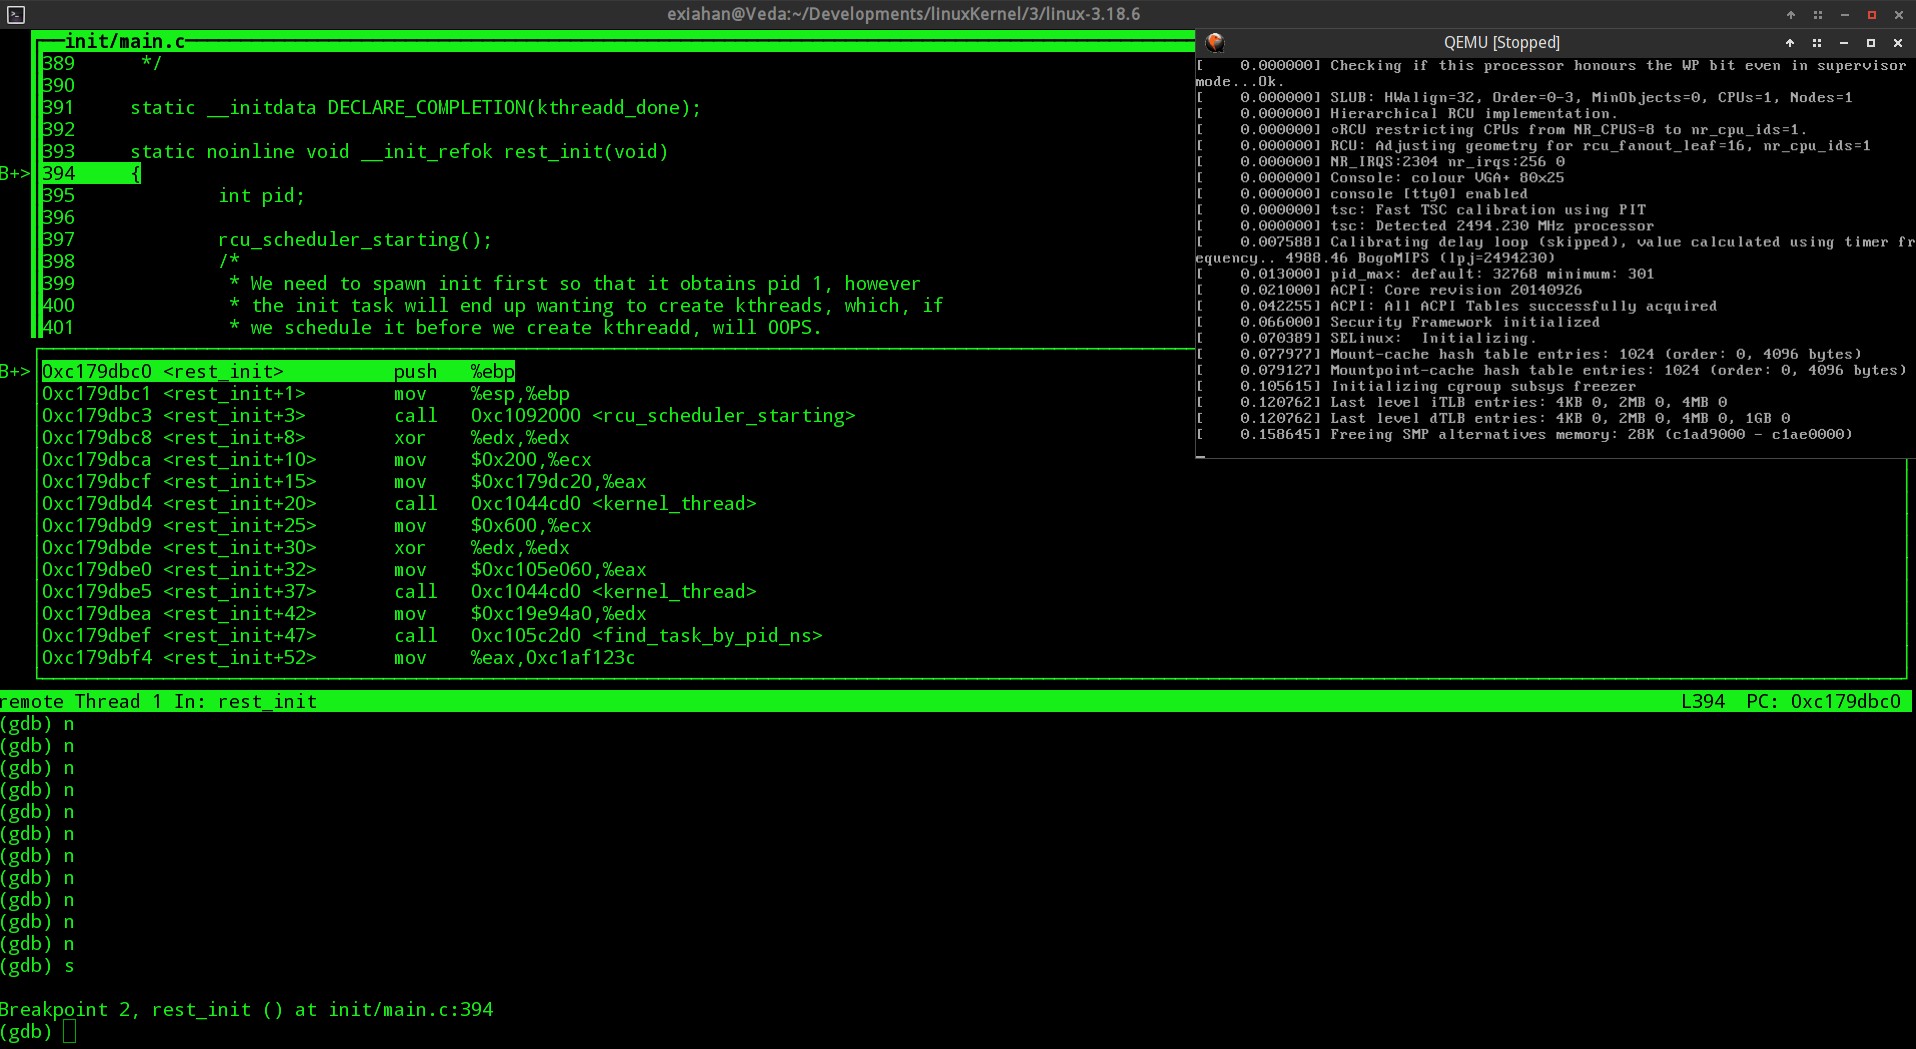 exiahan@Veda:~/Developments/linuxKernel/3/linux-3.18.6
init/main.c
389 */
390
391 static __initdata DECLARE_COMPLETION(kthreadd_done);
392
393 static noinline void __init_refok rest_init(void)
B+> 394 {
395 int pid;
396
397 rcu_scheduler_starting();
398 /*
399 * We need to spawn init first so that it obtains pid 1, however
400 * the init task will end up wanting to create kthreads, which, if
401 * we schedule it before we create kthreadd, will OOPS.
B+> 0xc179dbc0 <rest_init> push %ebp
0xc179dbc1 <rest_init+1> mov %esp,%ebp
0xc179dbc3 <rest_init+3> call 0xc1092000 <rcu_scheduler_starting>
0xc179dbc8 <rest_init+8> xor %edx,%edx
0xc179dbca <rest_init+10> mov $0x200,%ecx
0xc179dbcf <rest_init+15> mov $0xc179dc20,%eax
0xc179dbd4 <rest_init+20> call 0xc1044cd0 <kernel_thread>
0xc179dbd9 <rest_init+25> mov $0x600,%ecx
0xc179dbde <rest_init+30> xor %edx,%edx
0xc179dbe0 <rest_init+32> mov $0xc105e060,%eax
0xc179dbe5 <rest_init+37> call 0xc1044cd0 <kernel_thread>
0xc179dbea <rest_init+42> mov $0xc19e94a0,%edx
0xc179dbef <rest_init+47> call 0xc105c2d0 <find_task_by_pid_ns>
0xc179dbf4 <rest_init+52> mov %eax,0xc1af123c
remote Thread 1 In: rest_init L394 PC: 0xc179dbc0
(gdb) n
(gdb) n
(gdb) n
(gdb) n
(gdb) n
(gdb) n
(gdb) n
(gdb) n
(gdb) n
(gdb) n
(gdb) n
(gdb) s
Breakpoint 2, rest_init () at init/main.c:394
(gdb)
QEMU [Stopped]
[ 0.000000] Checking if this processor honours the WP bit even in supervisor
mode...Ok.
[ 0.000000] SLUB: HWalign=32, Order=0-3, MinObjects=0, CPUs=1, Nodes=1
[ 0.000000] Hierarchical RCU implementation.
[ 0.000000] ∘RCU restricting CPUs from NR_CPUS=8 to nr_cpu_ids=1.
[ 0.000000] RCU: Adjusting geometry for rcu_fanout_leaf=16, nr_cpu_ids=1
[ 0.000000] NR_IRQS:2304 nr_irqs:256 0
[ 0.000000] Console: colour VGA+ 80x25
[ 0.000000] console [tty0] enabled
[ 0.000000] tsc: Fast TSC calibration using PIT
[ 0.000000] tsc: Detected 2494.230 MHz processor
[ 0.007588] Calibrating delay loop (skipped), value calculated using timer fr
equency.. 4988.46 BogoMIPS (lpj=2494230)
[ 0.013000] pid_max: default: 32768 minimum: 301
[ 0.021000] ACPI: Core revision 20140926
[ 0.042255] ACPI: All ACPI Tables successfully acquired
[ 0.066000] Security Framework initialized
[ 0.070389] SELinux:  Initializing.
[ 0.077977] Mount-cache hash table entries: 1024 (order: 0, 4096 bytes)
[ 0.079127] Mountpoint-cache hash table entries: 1024 (order: 0, 4096 bytes)
[ 0.105615] Initializing cgroup subsys freezer
[ 0.120762] Last level iTLB entries: 4KB 0, 2MB 0, 4MB 0
[ 0.120762] Last level dTLB entries: 4KB 0, 2MB 0, 4MB 0, 1GB 0
[ 0.158645] Freeing SMP alternatives memory: 28K (c1ad9000 - c1ae0000)